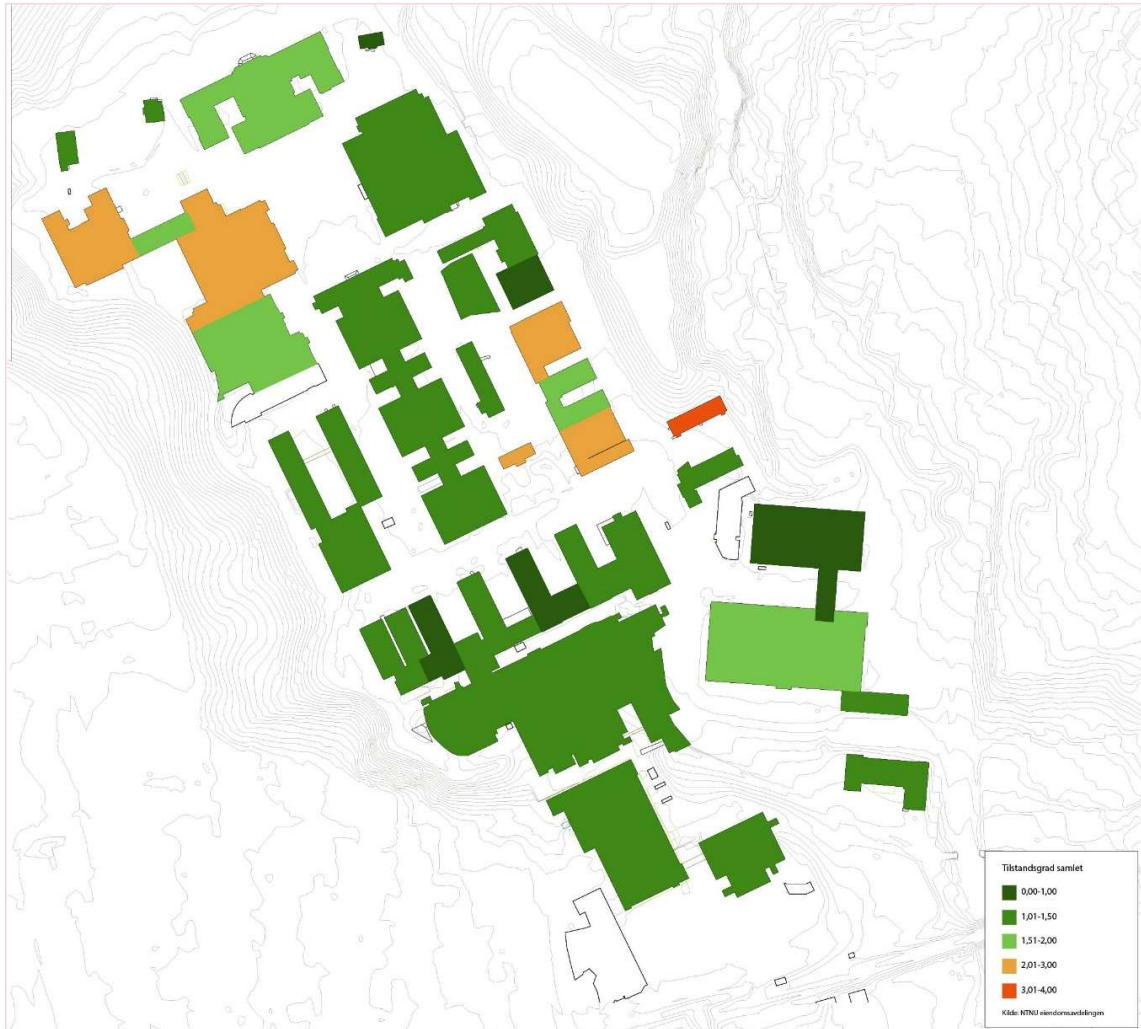 Tilstandsgrad samlet
0,00-1,00
1,01-1,50
1,51-2,00
2,01-3,00
3,01-4,00
Kilde: NTNU eiendomsavdelingen